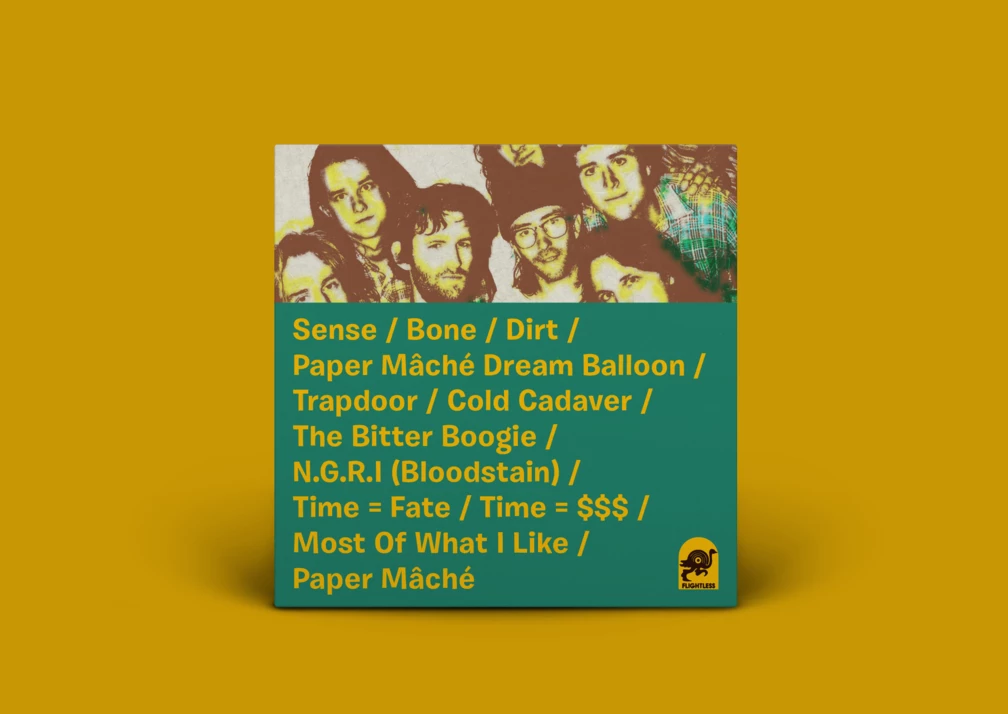 Sense / Bone / Dirt /
Paper Mâché Dream Balloon /
Trapdoor / Cold Cadaver /
The Bitter Boogie /
N.G.R.I (Bloodstain) /
Time = Fate / Time = $$$ /
Most Of What I Like /
Paper Mâché
FLIGHTLESS